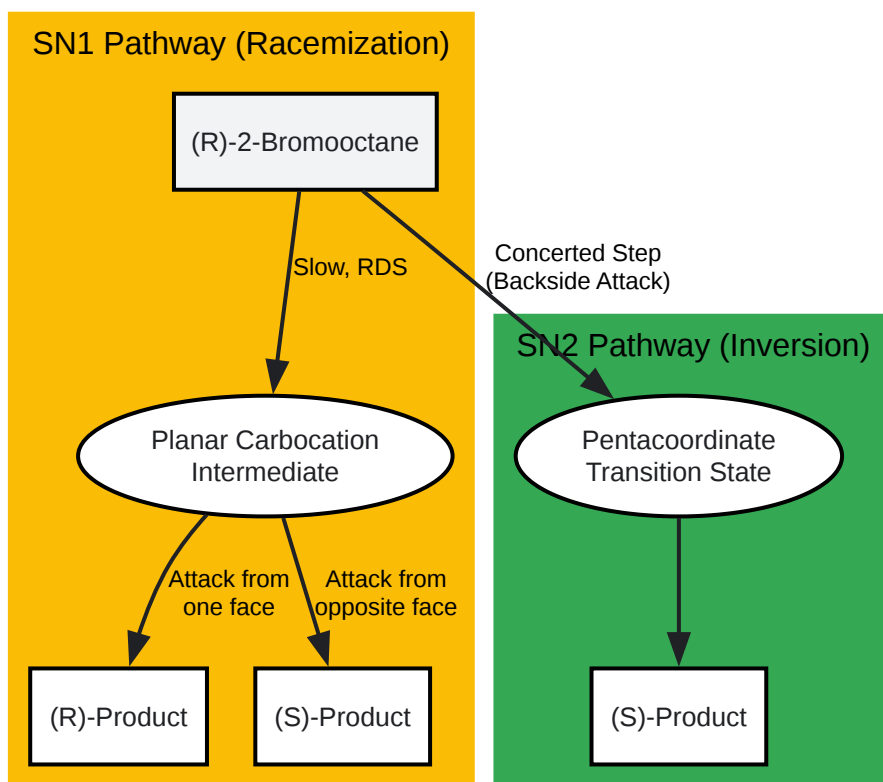 SN1 Pathway (Racemization)
(R)-2-Bromooctane
Slow, RDS
Concerted Step
(Backside Attack)
SN2 Pathway (Inversion)
Planar Carbocation
Intermediate
Pentacoordinate
Transition State
Attack from
one face
Attack from
opposite face
(R)-Product
(S)-Product
(S)-Product